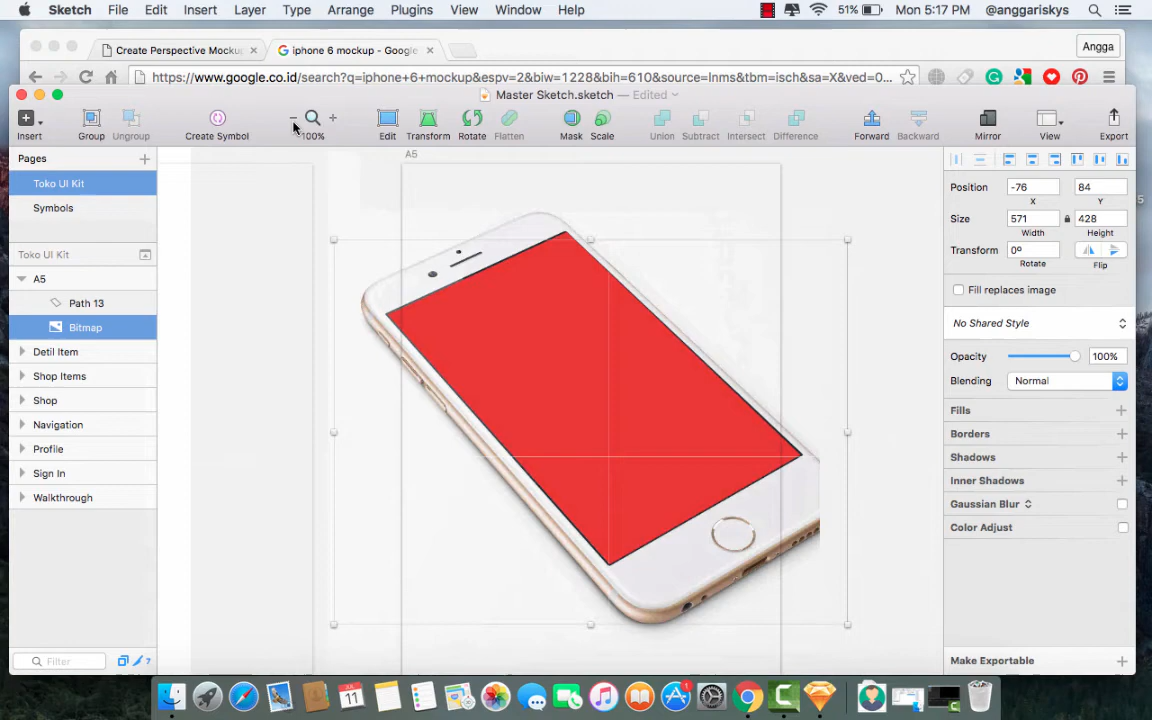 Sketch File Edit Insert Layer Type Arrange Plugins View Window Help 51% Mon 5:17 PM @anggariskys
Create Perspective Mocku iphone 6 mockup - Google Angga
https://www.google.co.id/search?q=iphone+6+mockup&espv=2&biw=1228&bih=610&source=lnms&tbm=isch&sa=X&ved=0...
Master Sketch.sketch — Edited
Insert Group Ungroup Create Symbol 100% Edit Transform Rotate Flatten Mask Scale Union Subtract Intersect Difference Forward Backward Mirror View Export
Pages
Toko UI Kit
Symbols
Toko UI Kit
A5
Path 13
Bitmap
Detil Item
Shop Items
Shop
Profile
Navigation
Sign In
Walkthrough
Filter
7
A5
Position -76 84
X Y
Size 571 428
Width Height
Transform 0º
Rotate Flip
Fill replaces image
No Shared Style
Opacity 100%
Blending Normal
Fills
Borders
Shadows
Inner Shadows
Gaussian Blur
Color Adjust
Make Exportable
11